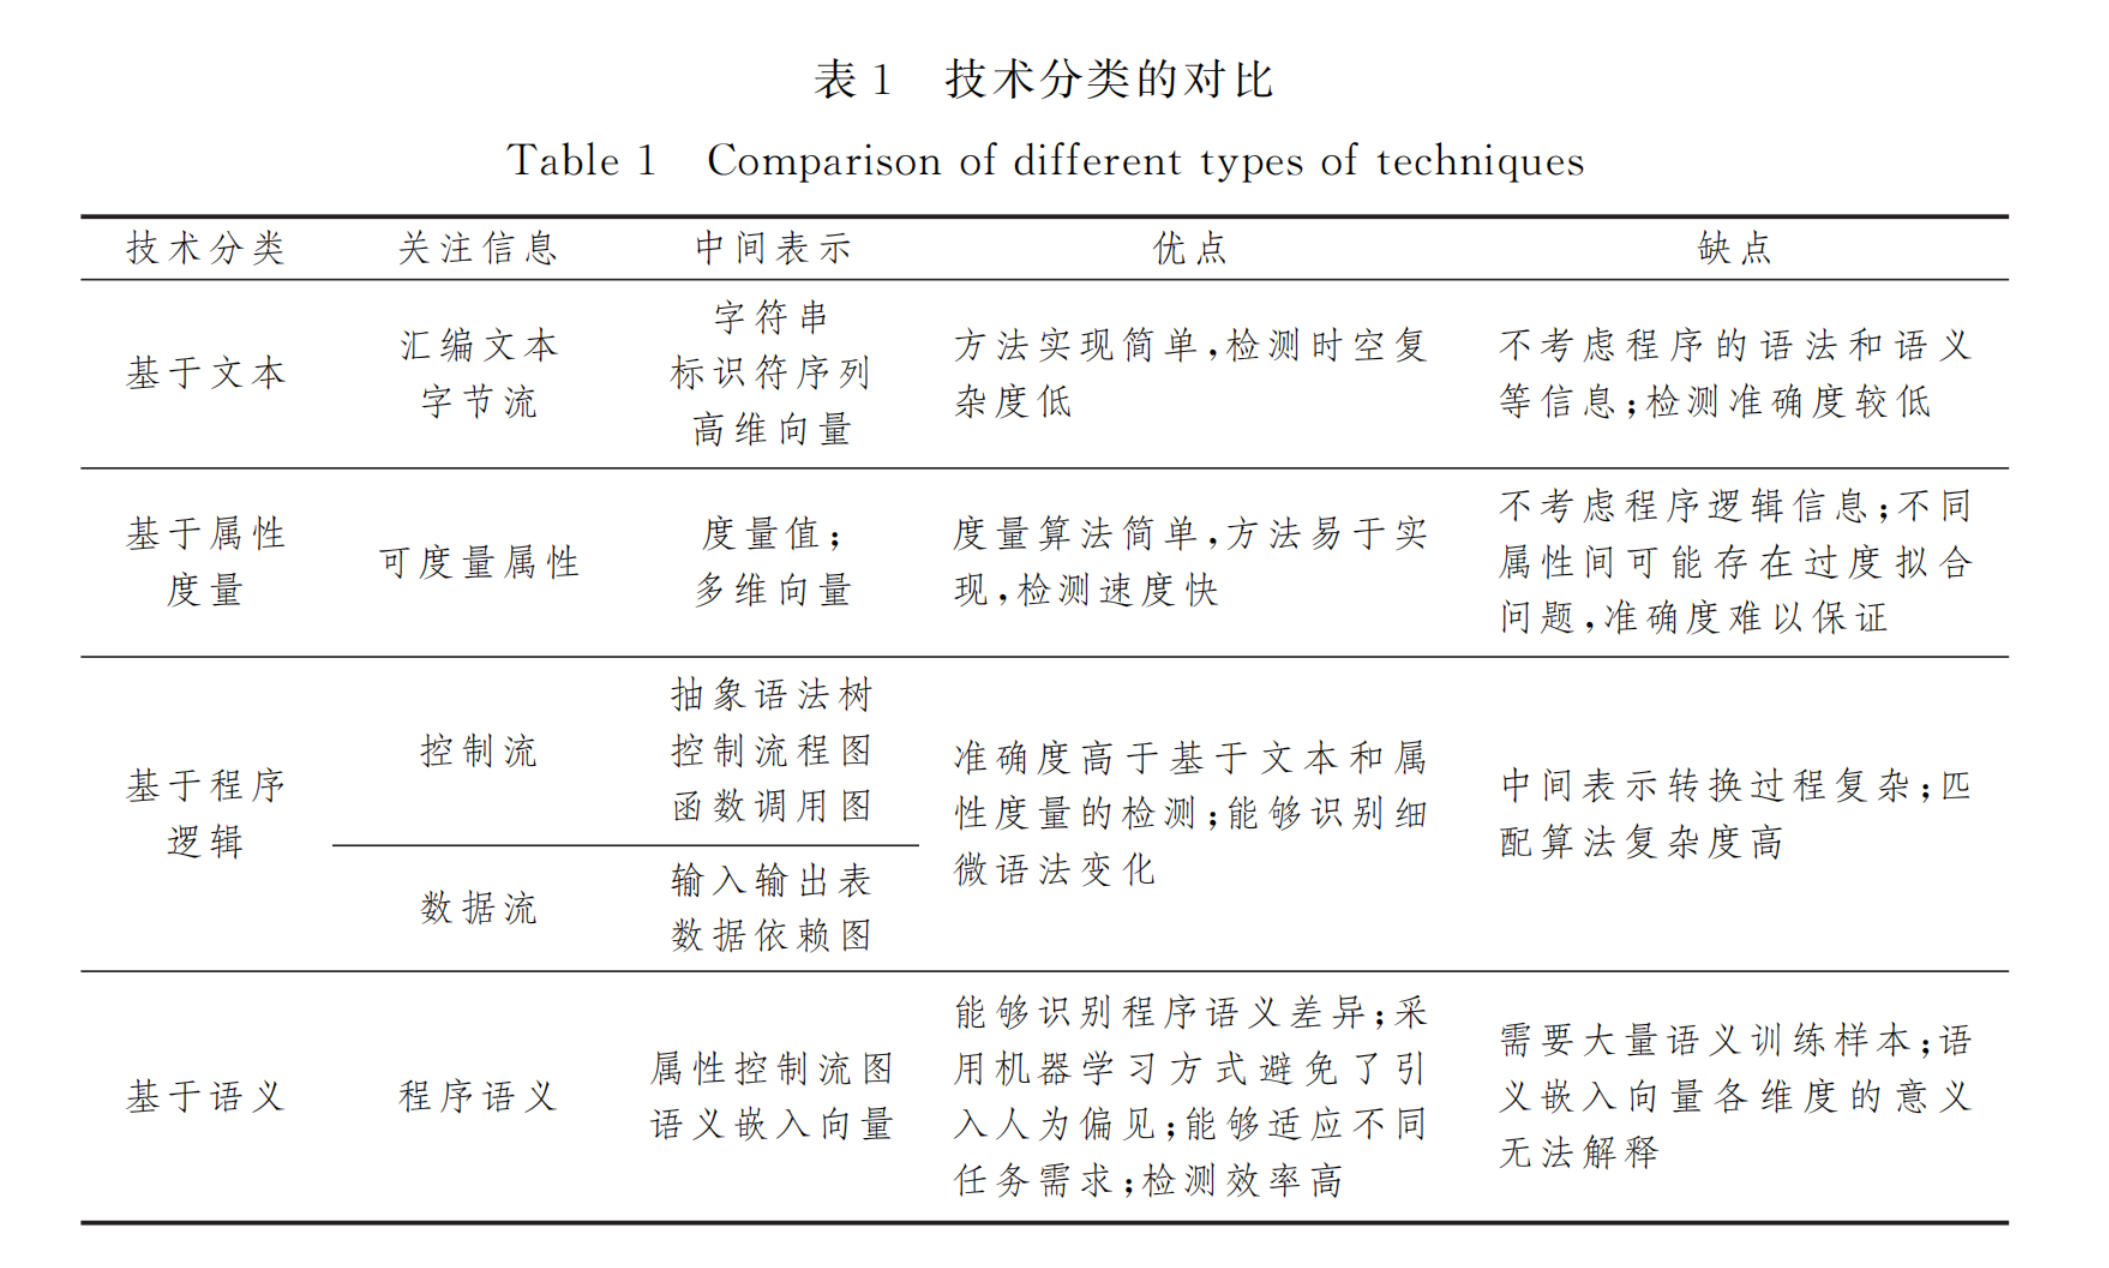 表1 技术分类的对比
Table 1 Comparison of different types of techniques
技术分类 关注信息 中间表示 优点 缺点
基于文本
汇编文本
字节流
字符串
标识符序列
高维向量
方法实现简单,检测时空复
杂度低
不考虑程序的语法和语义
等信息;检测准确度较低
基于属性
度量
可度量属性
度量值;
多维向量
度量算法简单,方法易于实
现,检测速度快
不考虑程序逻辑信息;不同
属性间可能存在过度拟合
问题,准确度难以保证
基于程序
逻辑
控制流
抽象语法树
控制流程图
函数调用图
数据流
输入输出表
数据依赖图
准确度高于基于文本和属
性度量的检测;能够识别细
微语法变化
中间表示转换过程复杂;匹
配算法复杂度高
基于语义
程序语义
属性控制流图
语义嵌入向量
能够识别程序语义差异;采
用机器学习方式避免了引
入人为偏见;能够适应不同
任务需求;检测效率高
需要大量语义训练样本;语
义嵌入向量各维度的意义
无法解释